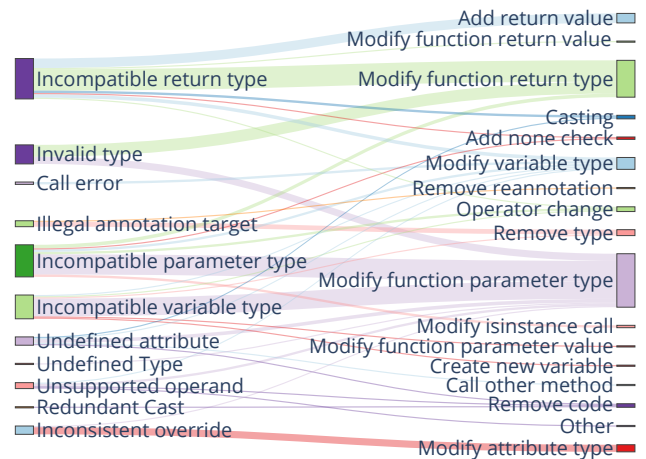 Incompatible return type
Invalid type
Call error
Illegal annotation target
Incompatible parameter type
Incompatible variable type
Undefined attribute
Undefined Type
Unsupported operand
Redundant Cast
Inconsistent override
Add return value
Modify function return value
Modify function return type
Casting
Add none check
Modify variable type
Remove reannotation
Operator change
Remove type
Modify function parameter type
Modify isinstance call
Modify function parameter value
Create new variable
Call other method
Remove code
Other
Modify attribute type